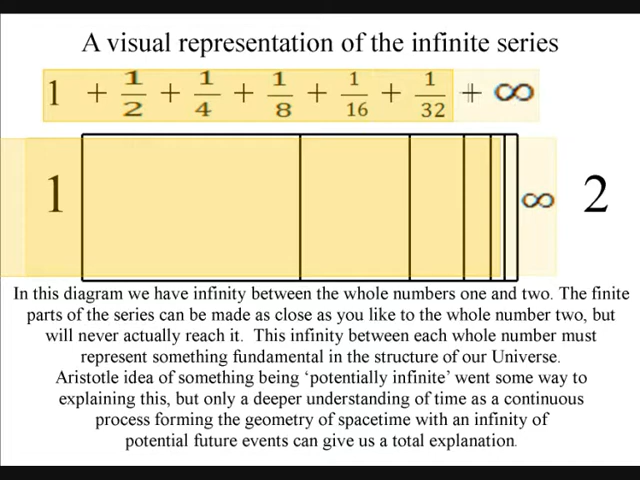 A visual representation of the infinite series
1 + 1/2 + 1/4 + 1/8 + 1/16 + 1/32 + ∞
1 ∞ 2
In this diagram we have infinity between the whole numbers one and two. The finite
parts of the series can be made as close as you like to the whole number two, but
will never actually reach it. This infinity between each whole number must
represent something fundamental in the structure of our Universe.
Aristotle idea of something being ‘potentially infinite’ went some way to
explaining this, but only a deeper understanding of time as a continuous
process forming the geometry of spacetime with an infinity of
potential future events can give us a total explanation.